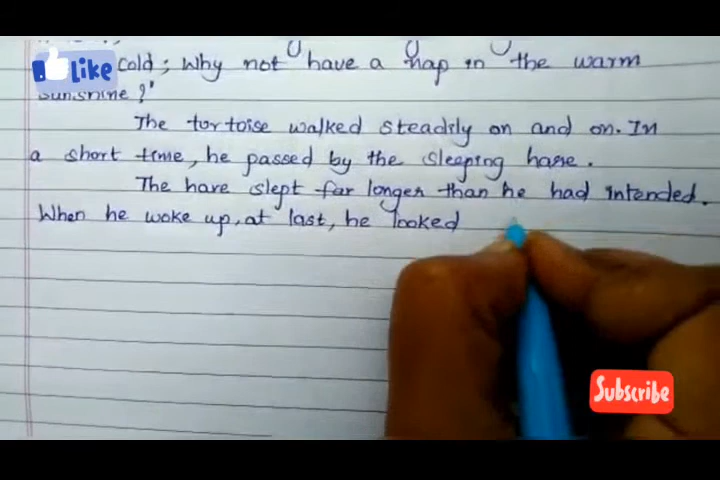 Like
cold; Why not have a nap in the warm
sunshine?'
The tortoise walked steadily on and on. In
a short time, he passed by the sleeping hare.
The hare slept far longer than he had intended.
When he woke up, at last, he looked
Subscribe